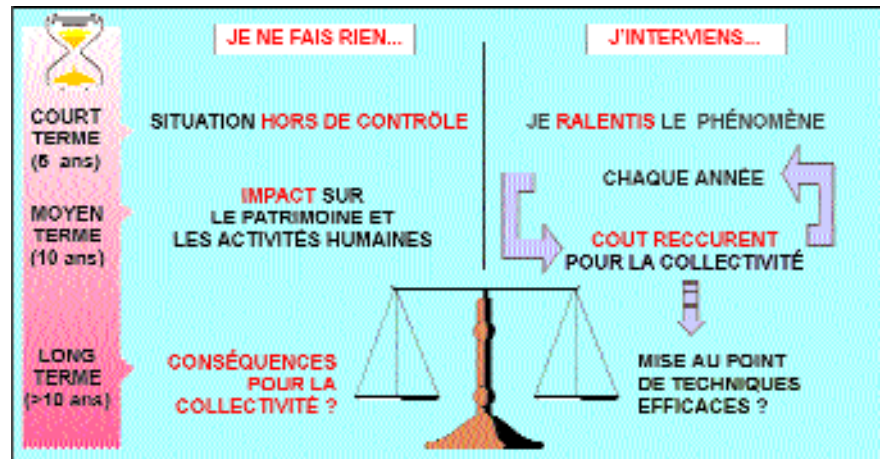 JE NE FAIS RIEN...
J'INTERVIENS...
COURT
TERME
(5 ans)
SITUATION HORS DE CONTRÔLE
JE RALENTIS LE PHÉNOMÈNE
CHAQUE ANNÉE
MOYEN
TERME
(10 ans)
IMPACT SUR
LE PATRIMOINE ET
LES ACTIVITÉS HUMAINES
COUT RECCURENT
POUR LA COLLECTIVITÉ
LONG
TERME
(>10 ans)
CONSÉQUENCES
POUR LA
COLLECTIVITÉ ?
MISE AU POINT
DE TECHNIQUES
EFFICACES ?